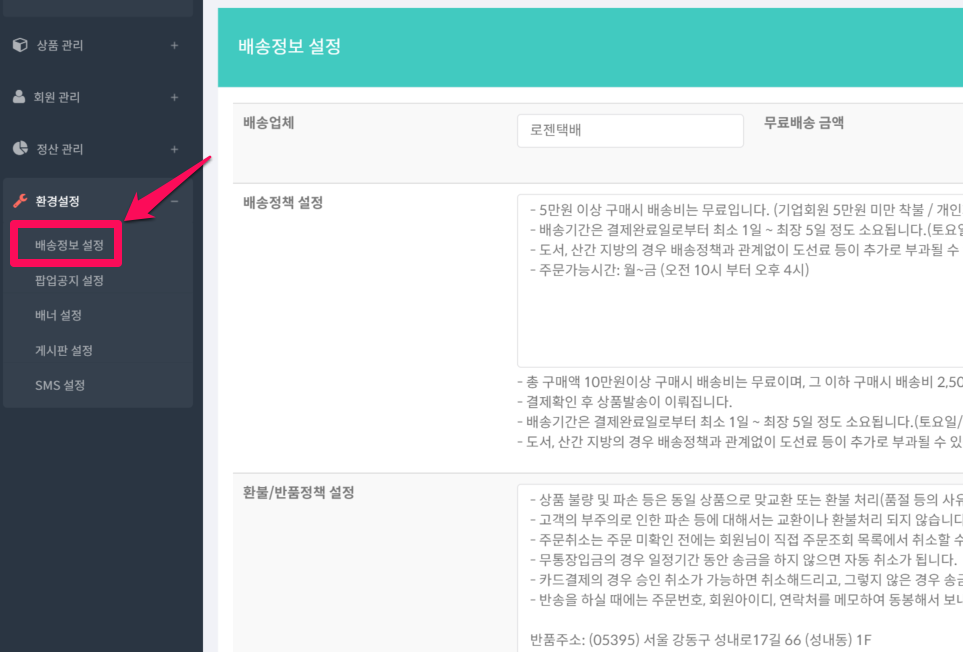 상품 관리 +
회원 관리 +
정산 관리 +
환경설정 −
배송정보 설정
팝업공지 설정
배너 설정
게시판 설정
SMS 설정
배송정보 설정
배송업체
로젠택배
무료배송 금액
배송정책 설정
- 5만원 이상 구매시 배송비는 무료입니다. (기업회원 5만원 미만 착불 / 개인
- 배송기간은 결제완료일로부터 최소 1일 ~ 최장 5일 정도 소요됩니다.(토요일
- 도서, 산간 지방의 경우 배송정책과 관계없이 도선료 등이 추가로 부과될 수
- 주문가능시간: 월~금 (오전 10시 부터 오후 4시)
- 총 구매액 10만원이상 구매시 배송비는 무료이며, 그 이하 구매시 배송비 2,50
- 결제확인 후 상품발송이 이뤄집니다.
- 배송기간은 결제완료일로부터 최소 1일 ~ 최장 5일 정도 소요됩니다.(토요일/
- 도서, 산간 지방의 경우 배송정책과 관계없이 도선료 등이 추가로 부과될 수 있
환불/반품정책 설정
- 상품 불량 및 파손 등은 동일 상품으로 맞교환 또는 환불 처리(품절 등의 사유
- 고객의 부주의로 인한 파손 등에 대해서는 교환이나 환불처리 되지 않습니다
- 주문취소는 주문 미확인 전에는 회원님이 직접 주문조회 목록에서 취소할 수
- 무통장입금의 경우 일정기간 동안 송금을 하지 않으면 자동 취소가 됩니다.
- 카드결제의 경우 승인 취소가 가능하면 취소해드리고, 그렇지 않은 경우 송금
- 반송을 하실 때에는 주문번호, 회원아이디, 연락처를 메모하여 동봉해서 보내
반품주소: (05395) 서울 강동구 성내로17길 66 (성내동) 1F